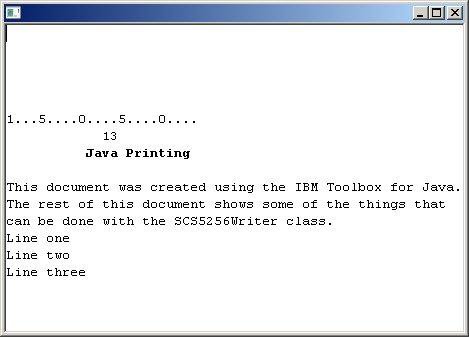 1...5....0....5....0....
13
Java Printing
This document was created using the IBM Toolbox for Java.
The rest of this document shows some of the things that
can be done with the SCS5256Writer class.
Line one
Line two
Line three